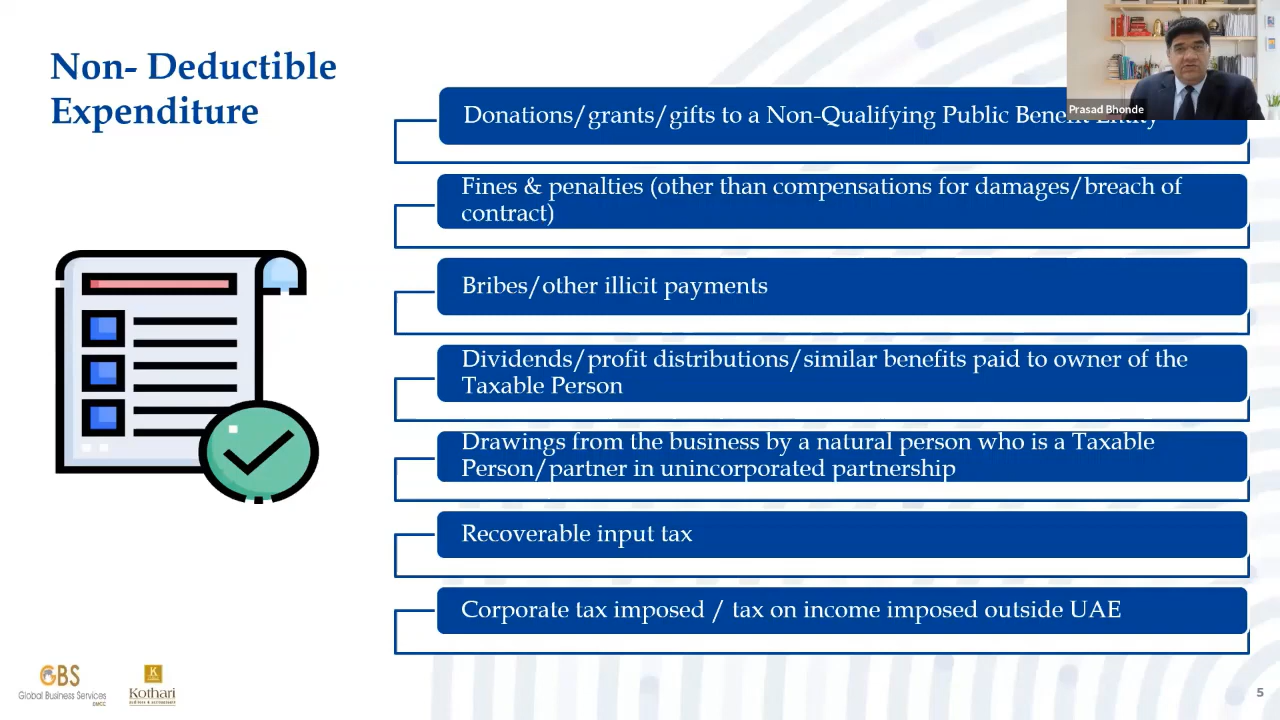 Non- Deductible
Expenditure
Prasad Bhonde
Donations/grants/gifts to a Non-Qualifying Public Benefit Entity
Fines & penalties (other than compensations for damages/breach of
contract)
Bribes/other illicit payments
Dividends/profit distributions/similar benefits paid to owner of the
Taxable Person
Drawings from the business by a natural person who is a Taxable
Person/partner in unincorporated partnership
Recoverable input tax
Corporate tax imposed / tax on income imposed outside UAE
GBS
Global Business Services
DMCC
K
Kothari
5